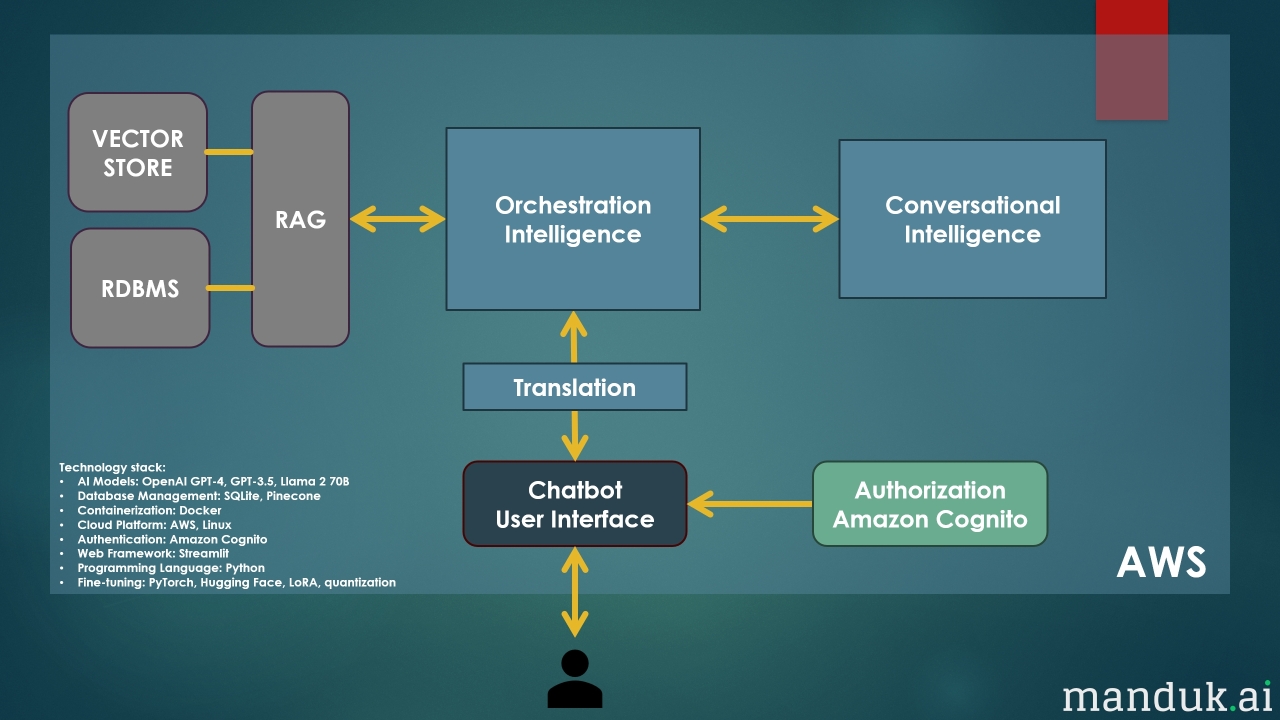 VECTOR
STORE
RAG
RDBMS
Orchestration
Intelligence
Conversational
Intelligence
Translation
Chatbot
User Interface
Authorization
Amazon Cognito
Technology stack:
• AI Models: OpenAI GPT-4, GPT-3.5, Llama 2 70B
• Database Management: SQLite, Pinecone
• Containerization: Docker
• Cloud Platform: AWS, Linux
• Authentication: Amazon Cognito
• Web Framework: Streamlit
• Programming Language: Python
• Fine-tuning: PyTorch, Hugging Face, LoRA, quantization
AWS
manduk.ai